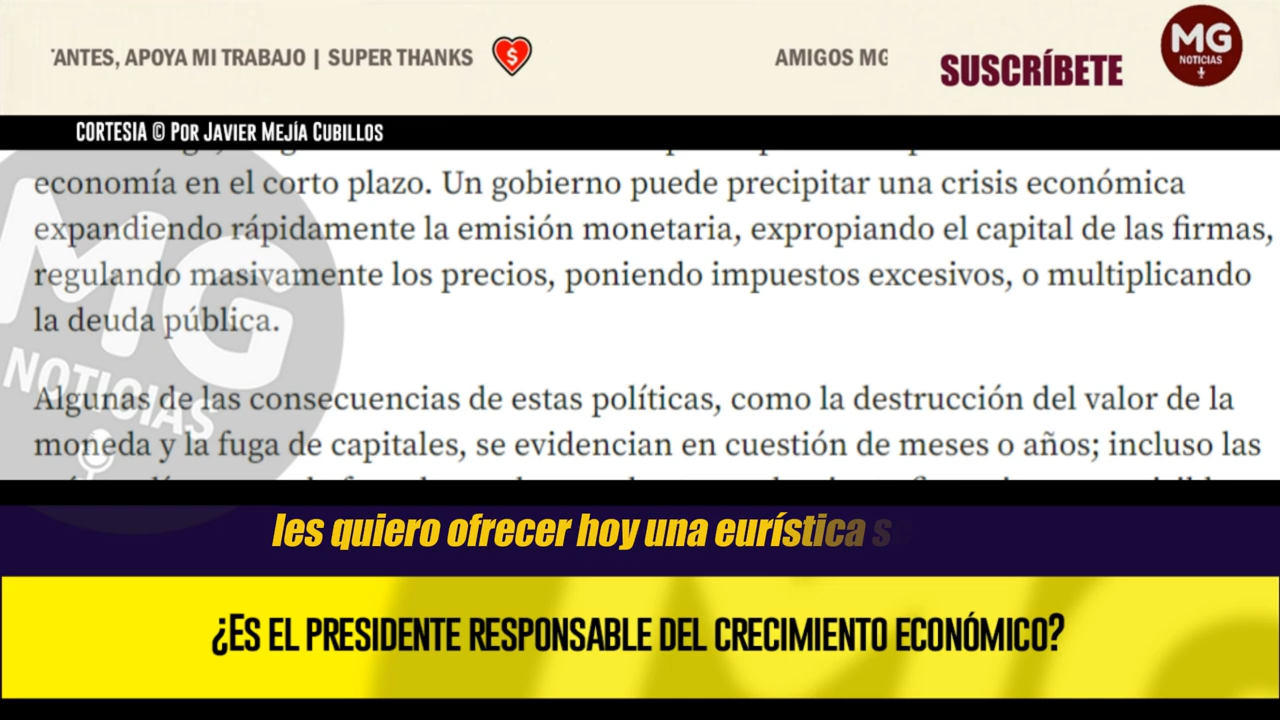 'ANTES, APOYA MI TRABAJO | SUPER THANKS
$
AMIGOS MG
SUSCRÍBETE
MG
NOTICIAS
CORTESIA © POR JAVIER MEJÍA CUBILLOS
economía en el corto plazo. Un gobierno puede precipitar una crisis económica
expandiendo rápidamente la emisión monetaria, expropiando el capital de las firmas,
regulando masivamente los precios, poniendo impuestos excesivos, o multiplicando
la deuda pública.
Algunas de las consecuencias de estas políticas, como la destrucción del valor de la
moneda y la fuga de capitales, se evidencian en cuestión de meses o años; incluso las
MG
NOTICIAS
les quiero ofrecer hoy una eurística s
¿ES EL PRESIDENTE RESPONSABLE DEL CRECIMIENTO ECONÓMICO?